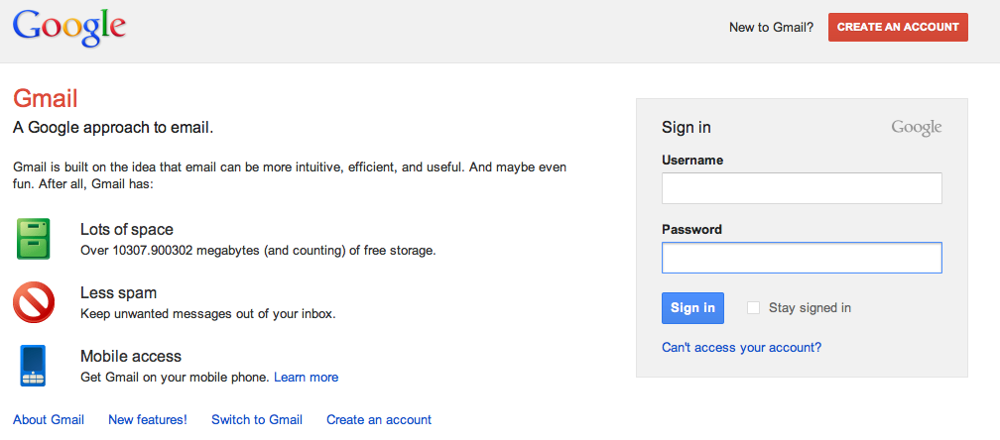 Google
New to Gmail?
CREATE AN ACCOUNT
Gmail
A Google approach to email.
Gmail is built on the idea that email can be more intuitive, efficient, and useful. And maybe even
fun. After all, Gmail has:
Lots of space
Over 10307.900302 megabytes (and counting) of free storage.
Less spam
Keep unwanted messages out of your inbox.
Mobile access
Get Gmail on your mobile phone. Learn more
About Gmail New features! Switch to Gmail Create an account
Sign in Google
Username
Password
Sign in Stay signed in
Can't access your account?